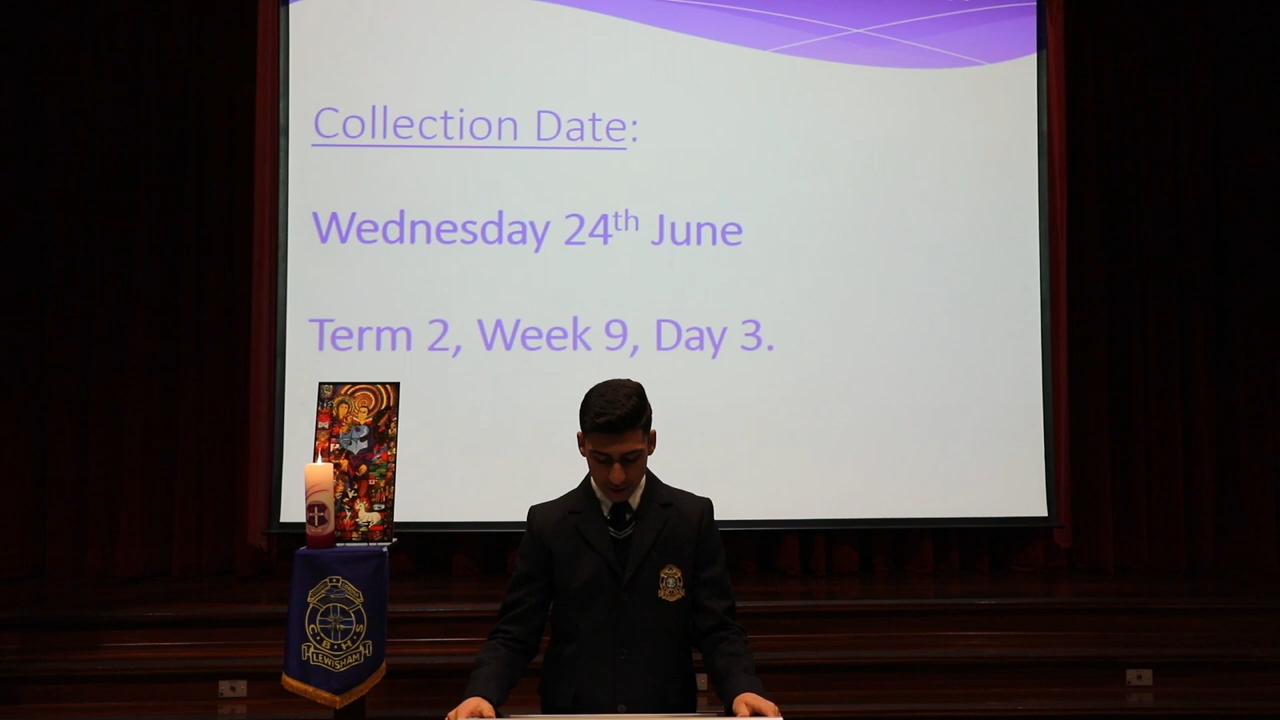 Collection Date:
Wednesday 24th June
Term 2, Week 9, Day 3.
C·B·H·S
LEWISHAM